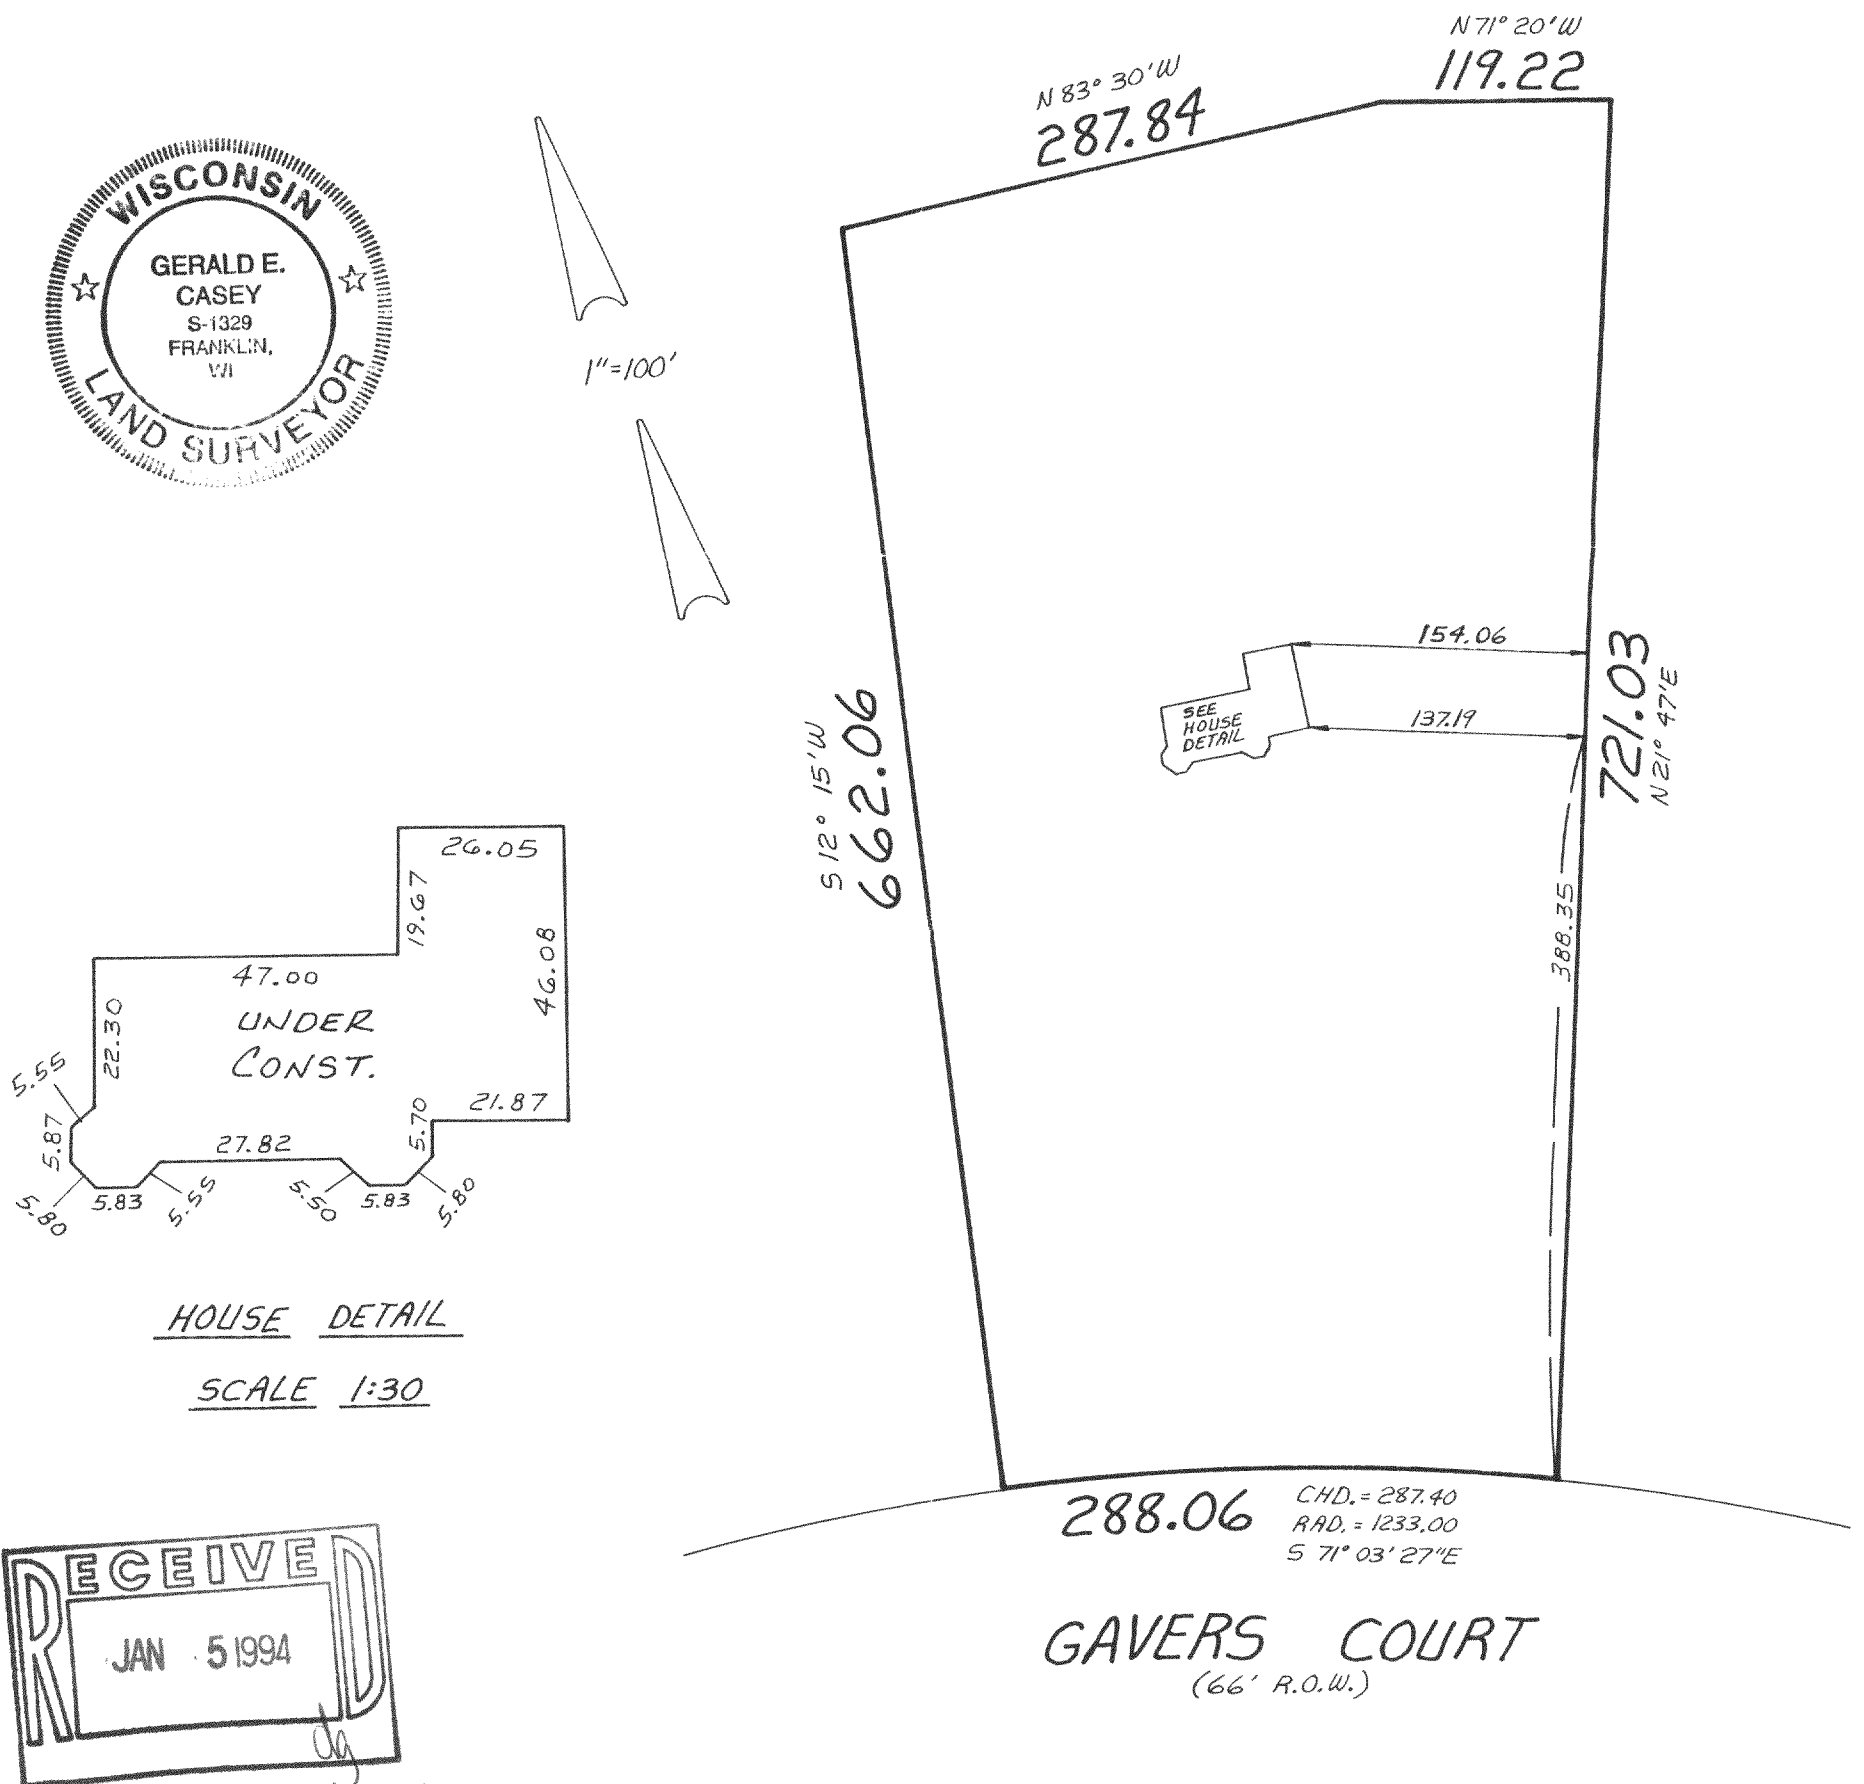 N 71° 20' W
119.22
N 83° 30' W
287.84
WISCONSIN
GERALD E.
CASEY
S-1329
FRANKLIN,
WI
LAND SURVEYOR
1"=100'
154.06
137.19
SEE
HOUSE
DETAIL
721.03
N 21° 47' E
S 12° 15' W
662.06
388.35
26.05
19.67
46.08
47.00
UNDER
CONST.
22.30
5.55
5.87
5.80
5.83
5.55
27.82
5.50
5.83
5.80
5.70
21.87
HOUSE DETAIL
SCALE 1:30
288.06
CHD. = 287.40
RAD. = 1233.00
S 71° 03' 27" E
GAVERS COURT
(66' R.O.W.)
RECEIVED
JAN 5 1994